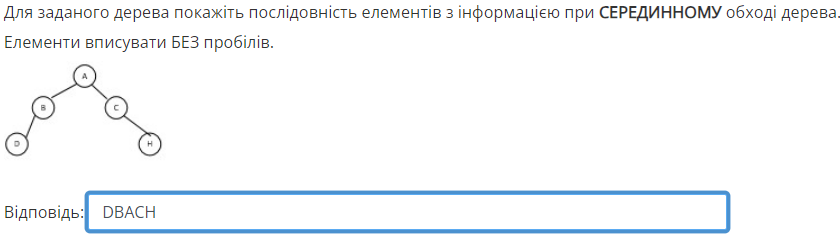 Для заданого дерева покажіть послідовність елементів з інформацією при СЕРЕДИННОМУ обході дерева.
Елементи вписувати БЕЗ пробілів.
A
B
C
D
H
Відповідь: DBACH